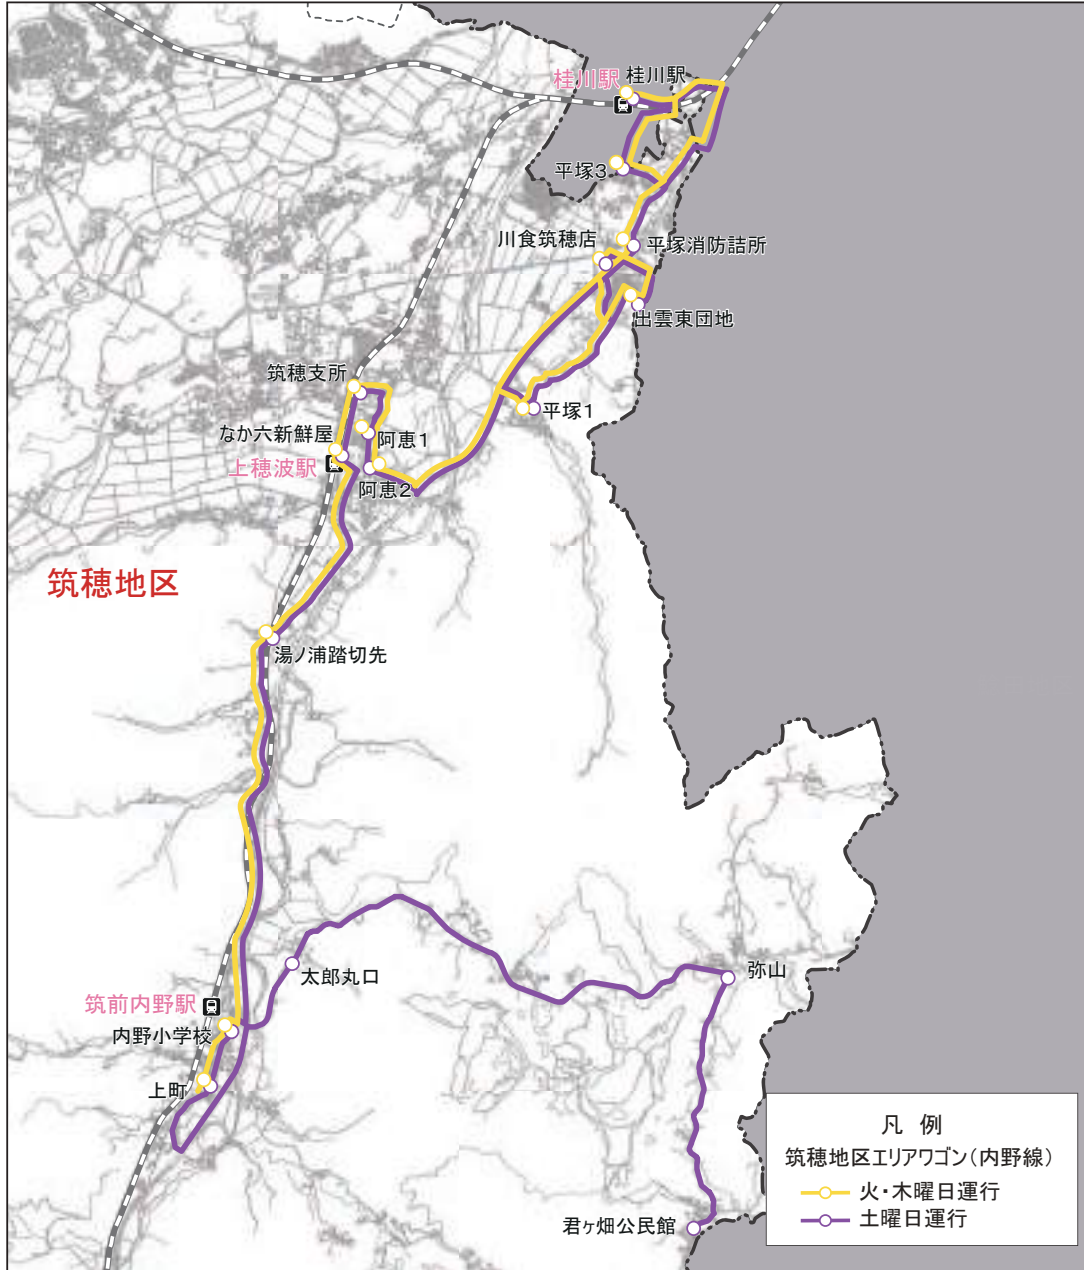 桂川駅
桂川駅
平塚3
川食筑穂店
平塚消防詰所
出雲東団地
筑穂支所
平塚1
なか六新鮮屋
阿恵1
上穂波駅
阿恵2
筑穂地区
湯ノ浦踏切先
太郎丸口
弥山
筑前内野駅
内野小学校
上町
君ヶ畑公民館
凡 例
筑穂地区エリアワゴン(内野線)
火・木曜日運行
土曜日運行